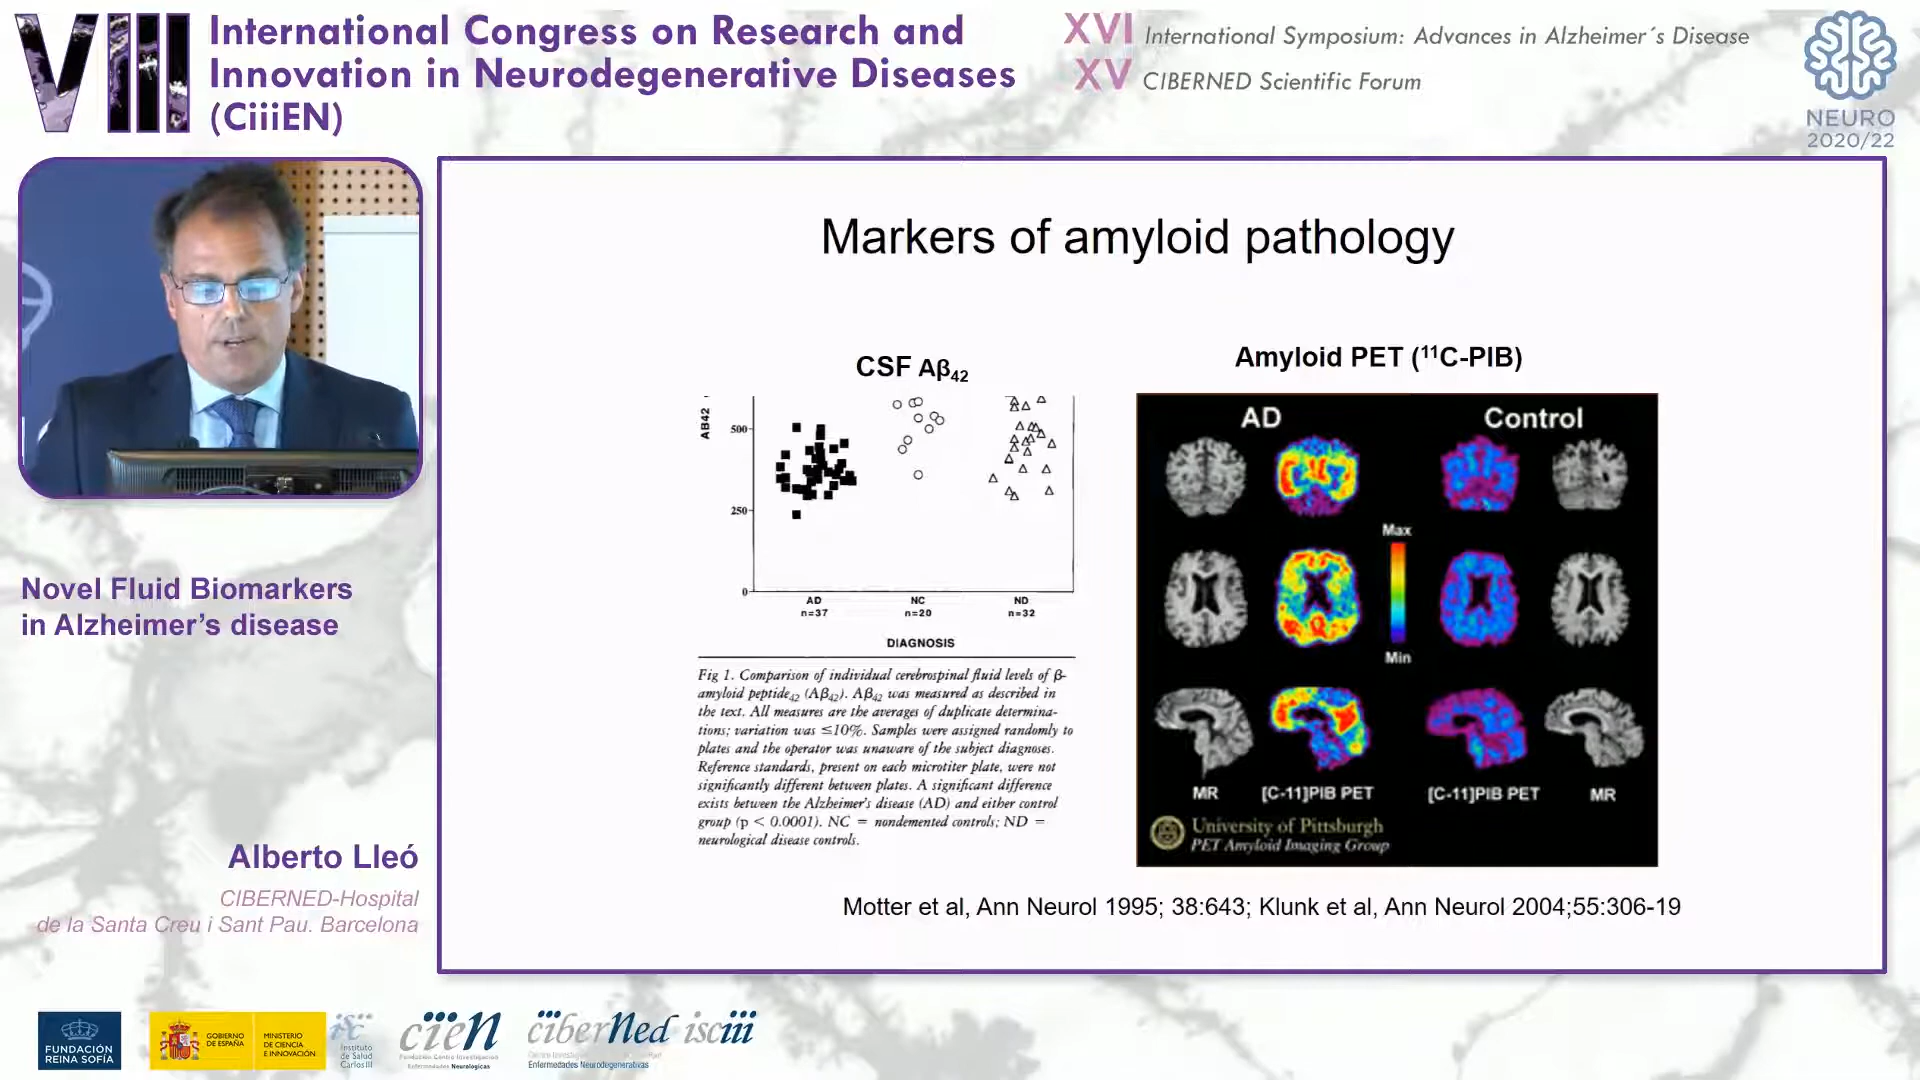 VIII
International Congress on Research and
Innovation in Neurodegenerative Diseases
(CiiiEN)
XVI International Symposium: Advances in Alzheimer´s Disease
XV CIBERNED Scientific Forum
NEURO
2020/22
Novel Fluid Biomarkers
in Alzheimer's disease
Alberto Lleó
CIBERNED-Hospital
de la Santa Creu i Sant Pau. Barcelona
Markers of amyloid pathology
CSF Aβ42
AB42
500
250
0
AD
NC
ND
n=37
n=20
n=32
DIAGNOSIS
Fig 1. Comparison of individual cerebrospinal fluid levels of β-
amyloid peptide42 (Aβ42). Aβ42 was measured as described in
the text. All measures are the averages of duplicate determina-
tions; variation was ≤10%. Samples were assigned randomly to
plates and the operator was unaware of the subject diagnoses.
Reference standards, present on each microtiter plate, were not
significantly different between plates. A significant difference
exists between the Alzheimer's disease (AD) and either control
group (p < 0.0001). NC = nondemented controls; ND =
neurological disease controls.
Amyloid PET (11C-PIB)
AD
Control
Max
Min
MR
[C-11]PIB PET
[C-11]PIB PET
MR
University of Pittsburgh
PET Amyloid Imaging Group
Motter et al, Ann Neurol 1995; 38:643; Klunk et al, Ann Neurol 2004;55:306-19
FUNDACIÓN
REINA SOFÍA
GOBIERNO
DE ESPAÑA
MINISTERIO
DE CIENCIA
E INNOVACIÓN
Instituto
de Salud
Carlos III
cien
Fundación Centro Investigación
Enfermedades Neurológicas
ciberned isciii
Enfermedades Neurodegenerativas